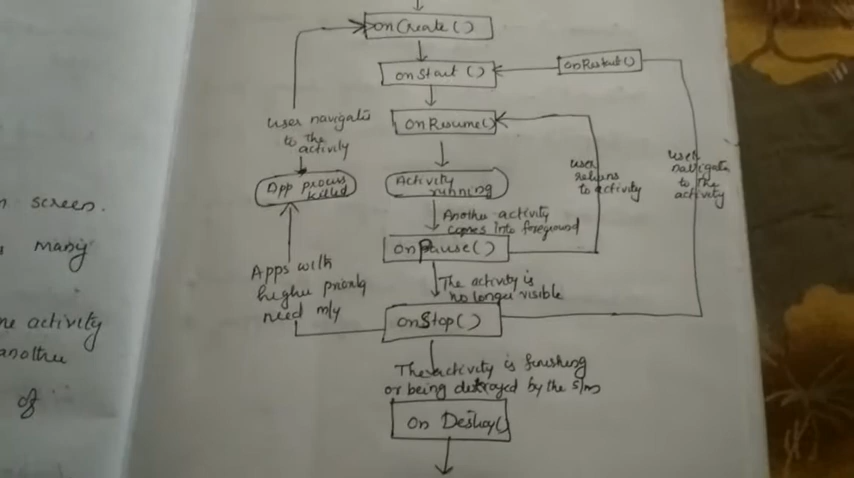 onCreate()
onStart()
onRestart()
onResume()
user navigates
to the
activity
App process
killed
Activity
running
user
returns
to activity
user
navigate
to the
activity
Another activity
comes into foreground
onPause()
Apps with
higher priority
need m/y
The activity is
no longer visible
onStop()
The activity is finishing
or being destroyed by the s/m
On Destroy()
screen.
many
activity
another
of